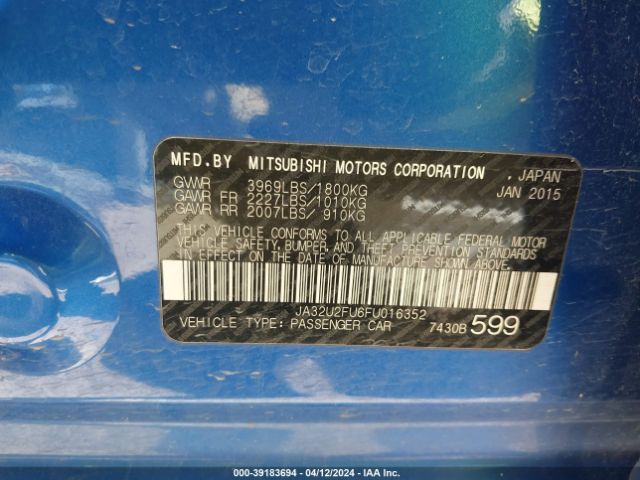 MFD.BY MITSUBISHI MOTORS CORPORATION , JAPAN
GVWR 3969LBS/1800KG JAN 2015
GAWR FR 2227LBS/1010KG
GAWR RR 2007LBS/ 910KG
THIS VEHICLE CONFORMS TO ALL APPLICABLE FEDERAL MOTOR
VEHICLE SAFETY, BUMPER, AND THEFT PREVENTION STANDARDS
IN EFFECT ON THE DATE OF MANUFACTURE SHOWN ABOVE.
JA32U2FU6FU016352
VEHICLE TYPE: PASSENGER CAR 7430B 599
000-39183694 - 04/12/2024 - IAA Inc.